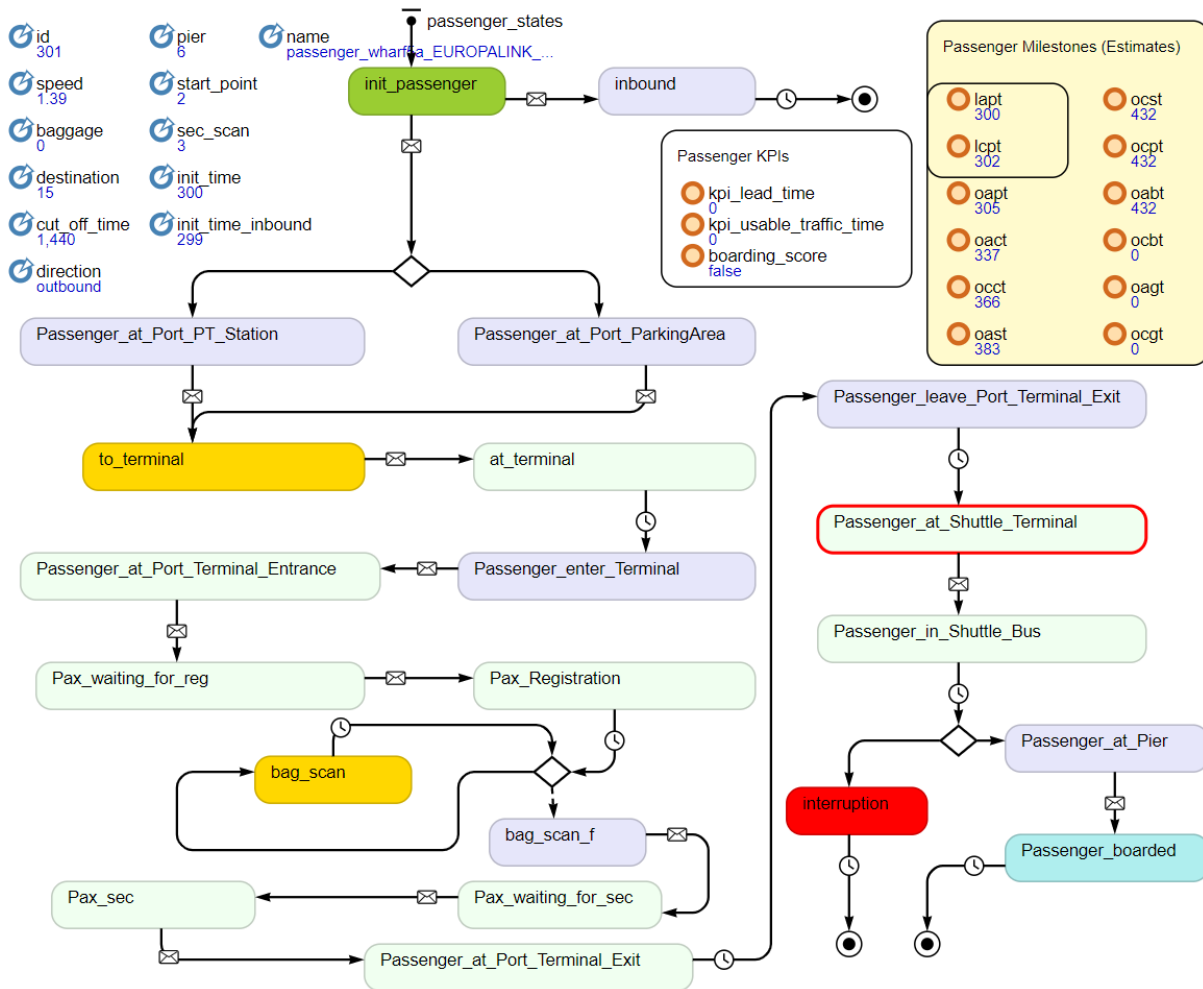 passenger_states
id
301
pier
6
name
passenger_wharf5a_EUROPALINK_...
speed
1.39
start_point
2
baggage
0
sec_scan
3
destination
15
init_time
300
cut_off_time
1,440
init_time_inbound
299
direction
outbound
init_passenger
inbound
Passenger KPIs
kpi_lead_time
0
kpi_usable_traffic_time
0
boarding_score
false
Passenger Milestones (Estimates)
lapt
300
ocst
432
lcpt
302
ocpt
432
oapt
305
oabt
432
oact
337
ocbt
0
occt
366
oagt
0
oast
383
ocgt
0
Passenger_at_Port_PT_Station
Passenger_at_Port_ParkingArea
to_terminal
at_terminal
Passenger_at_Port_Terminal_Entrance
Passenger_enter_Terminal
Pax_waiting_for_reg
Pax_Registration
bag_scan
bag_scan_f
Pax_sec
Pax_waiting_for_sec
Passenger_at_Port_Terminal_Exit
Passenger_leave_Port_Terminal_Exit
Passenger_at_Shuttle_Terminal
Passenger_in_Shuttle_Bus
Passenger_at_Pier
interruption
Passenger_boarded